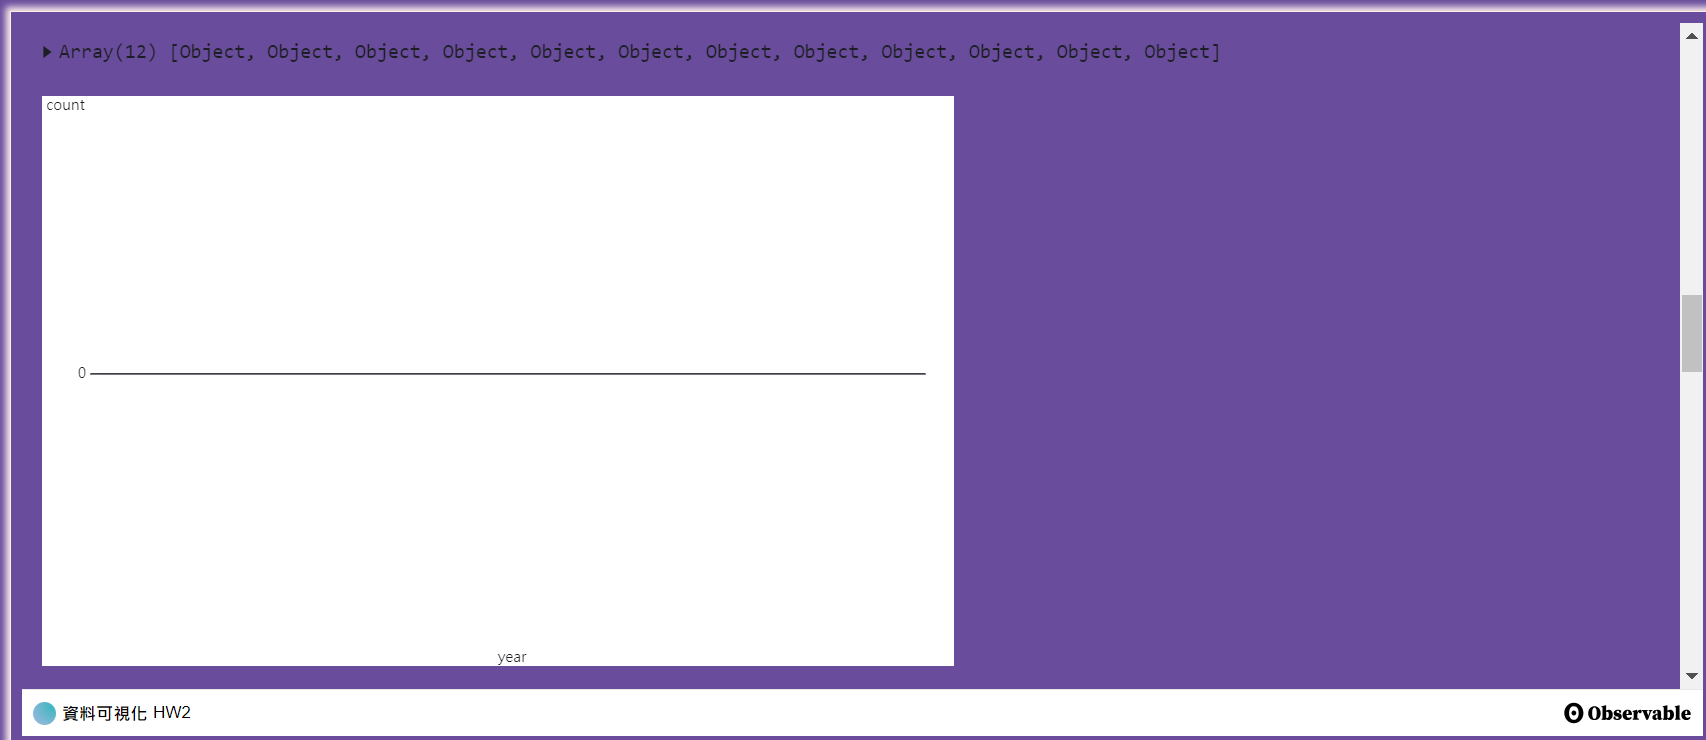 Array(12) [Object, Object, Object, Object, Object, Object, Object, Object, Object, Object, Object, Object]
count
0
year
資料可視化 HW2
Observable